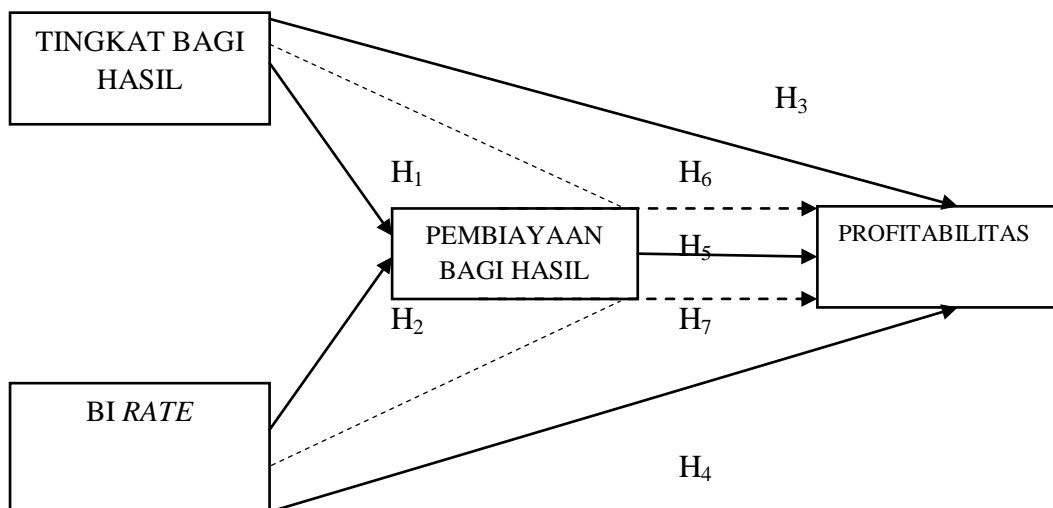 TINGKAT BAGI
HASIL
H₃
H₁
H₆
PEMBIAYAAN
BAGI HASIL
H₅
PROFITABILITAS
H₂
H₇
BI RATE
H₄